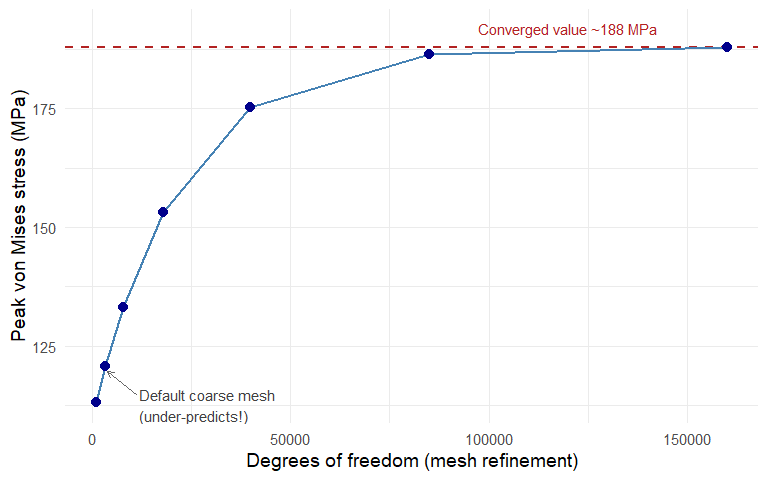 Converged value ~188 MPa
Peak von Mises stress (MPa)
175
150
125
Default coarse mesh
(under-predicts!)
0
50000
100000
150000
Degrees of freedom (mesh refinement)